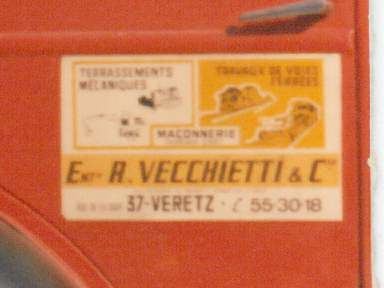 TERRASSEMENTS
MÉCANIQUES
TRAVAUX DE VOIES
FERRÉES
MAÇONNERIE
ENT. R. VECCHIETTI & Cie
37-VERETZ - 55-30-18